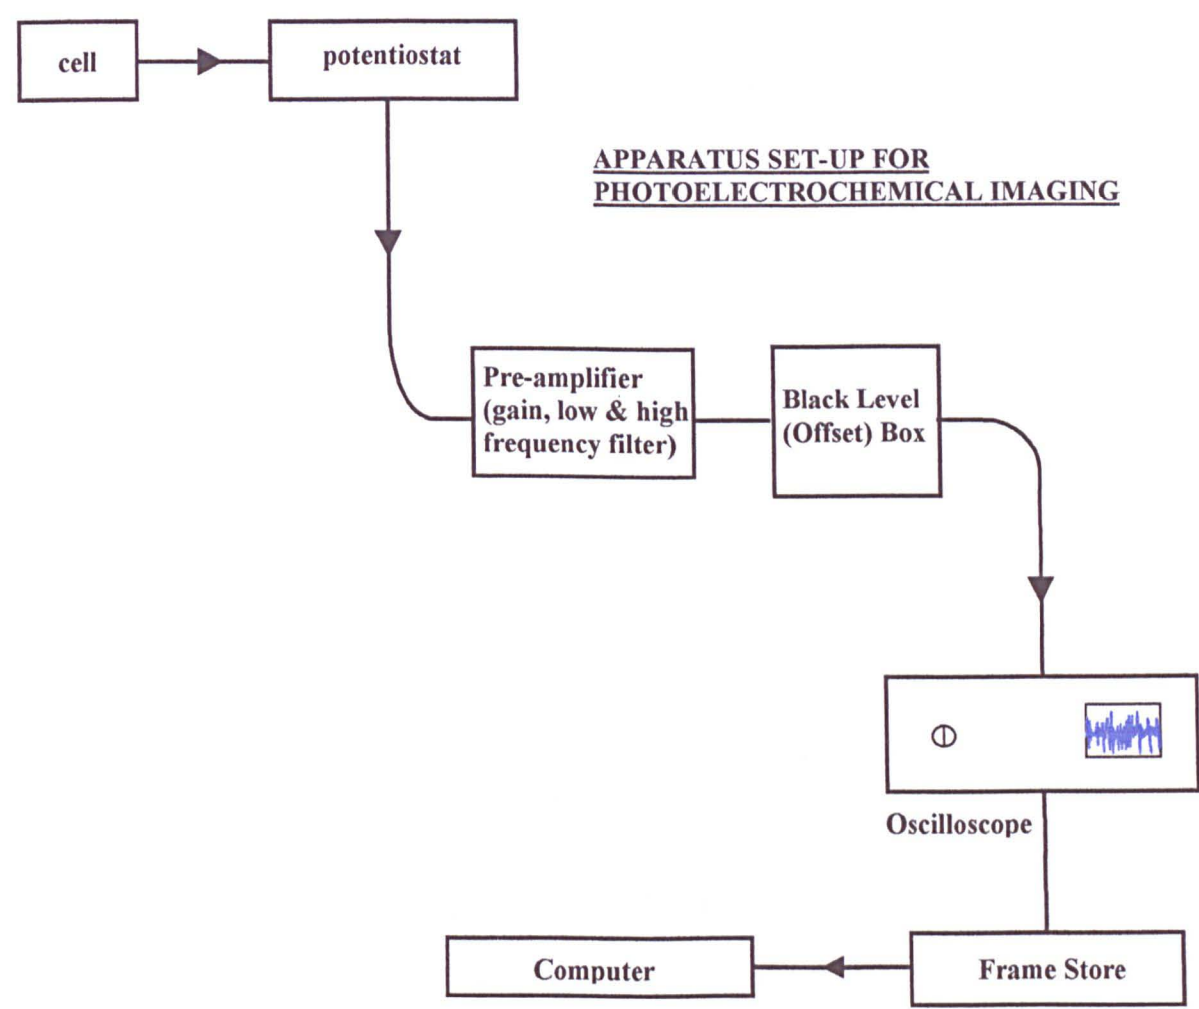 cell
potentiostat
APPARATUS SET-UP FOR
PHOTOELECTROCHEMICAL IMAGING
Pre-amplifier
(gain, low & high
frequency filter)
Black Level
(Offset) Box
Oscilloscope
Computer
Frame Store